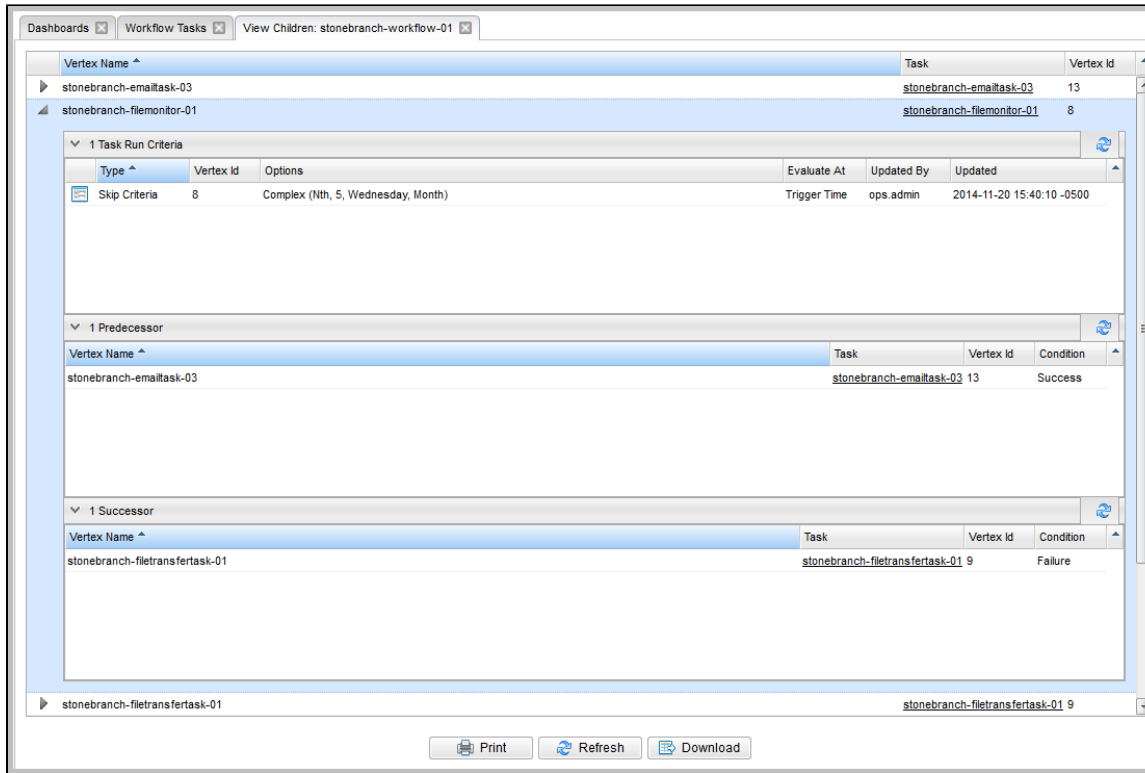 Dashboards Workflow Tasks View Children: stonebranch-workflow-01
Vertex Name Task Vertex Id
stonebranch-emailtask-03 stonebranch-emailtask-03 13
stonebranch-filemonitor-01 stonebranch-filemonitor-01 8
1 Task Run Criteria
Type Vertex Id Options Evaluate At Updated By Updated
Skip Criteria 8 Complex (Nth, 5, Wednesday, Month) Trigger Time ops.admin 2014-11-20 15:40:10 -0500
1 Predecessor
Vertex Name Task Vertex Id Condition
stonebranch-emailtask-03 stonebranch-emailtask-03 13 Success
1 Successor
Vertex Name Task Vertex Id Condition
stonebranch-filetransfertask-01 stonebranch-filetransfertask-01 9 Failure
stonebranch-filetransfertask-01 stonebranch-filetransfertask-01 9
Print Refresh Download